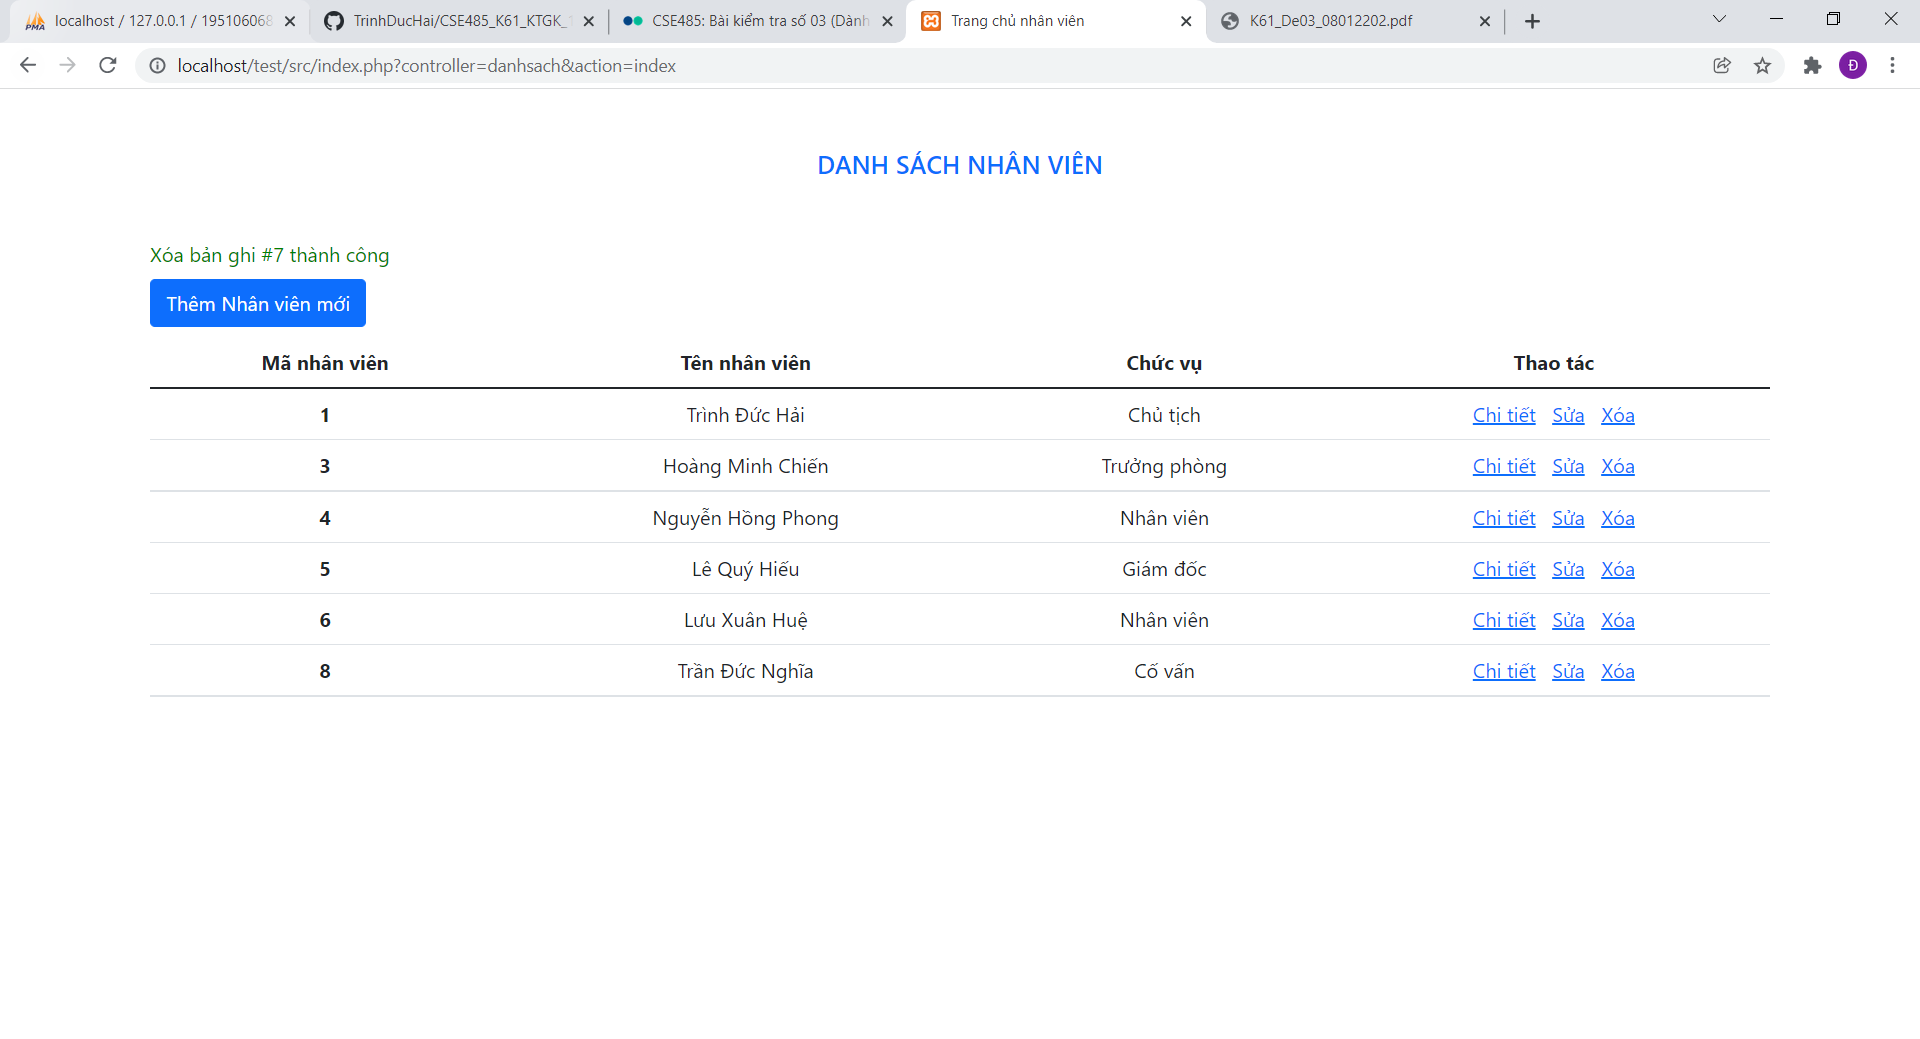 PMA localhost / 127.0.0.1 / 195106068
TrinhDucHai/CSE485_K61_KTGK_
CSE485: Bài kiểm tra số 03 (Dành
Trang chủ nhân viên
K61_De03_08012202.pdf
localhost/test/src/index.php?controller=danhsach&action=index
Đ
DANH SÁCH NHÂN VIÊN
Xóa bản ghi #7 thành công
Thêm Nhân viên mới
Mã nhân viên Tên nhân viên Chức vụ Thao tác
1 Trình Đức Hải Chủ tịch Chi tiết Sửa Xóa
3 Hoàng Minh Chiến Trưởng phòng Chi tiết Sửa Xóa
4 Nguyễn Hồng Phong Nhân viên Chi tiết Sửa Xóa
5 Lê Quý Hiếu Giám đốc Chi tiết Sửa Xóa
6 Lưu Xuân Huệ Nhân viên Chi tiết Sửa Xóa
8 Trần Đức Nghĩa Cố vấn Chi tiết Sửa Xóa